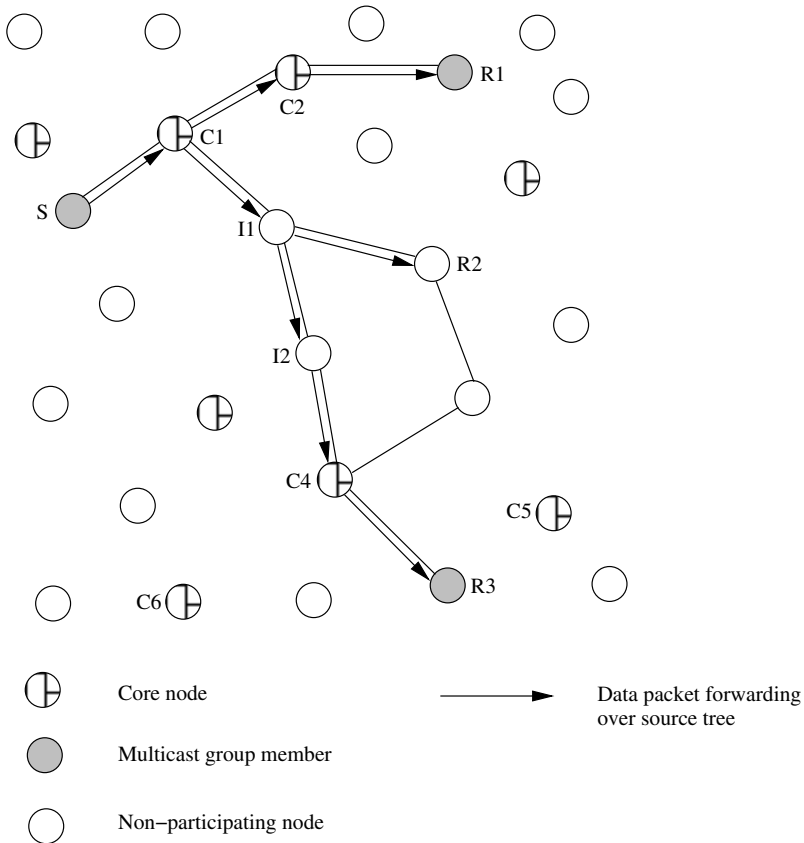 R1
C2
C1
S
I1
R2
I2
C4
C5
R3
C6
Core node
Data packet forwarding
over source tree
Multicast group member
Non−participating node